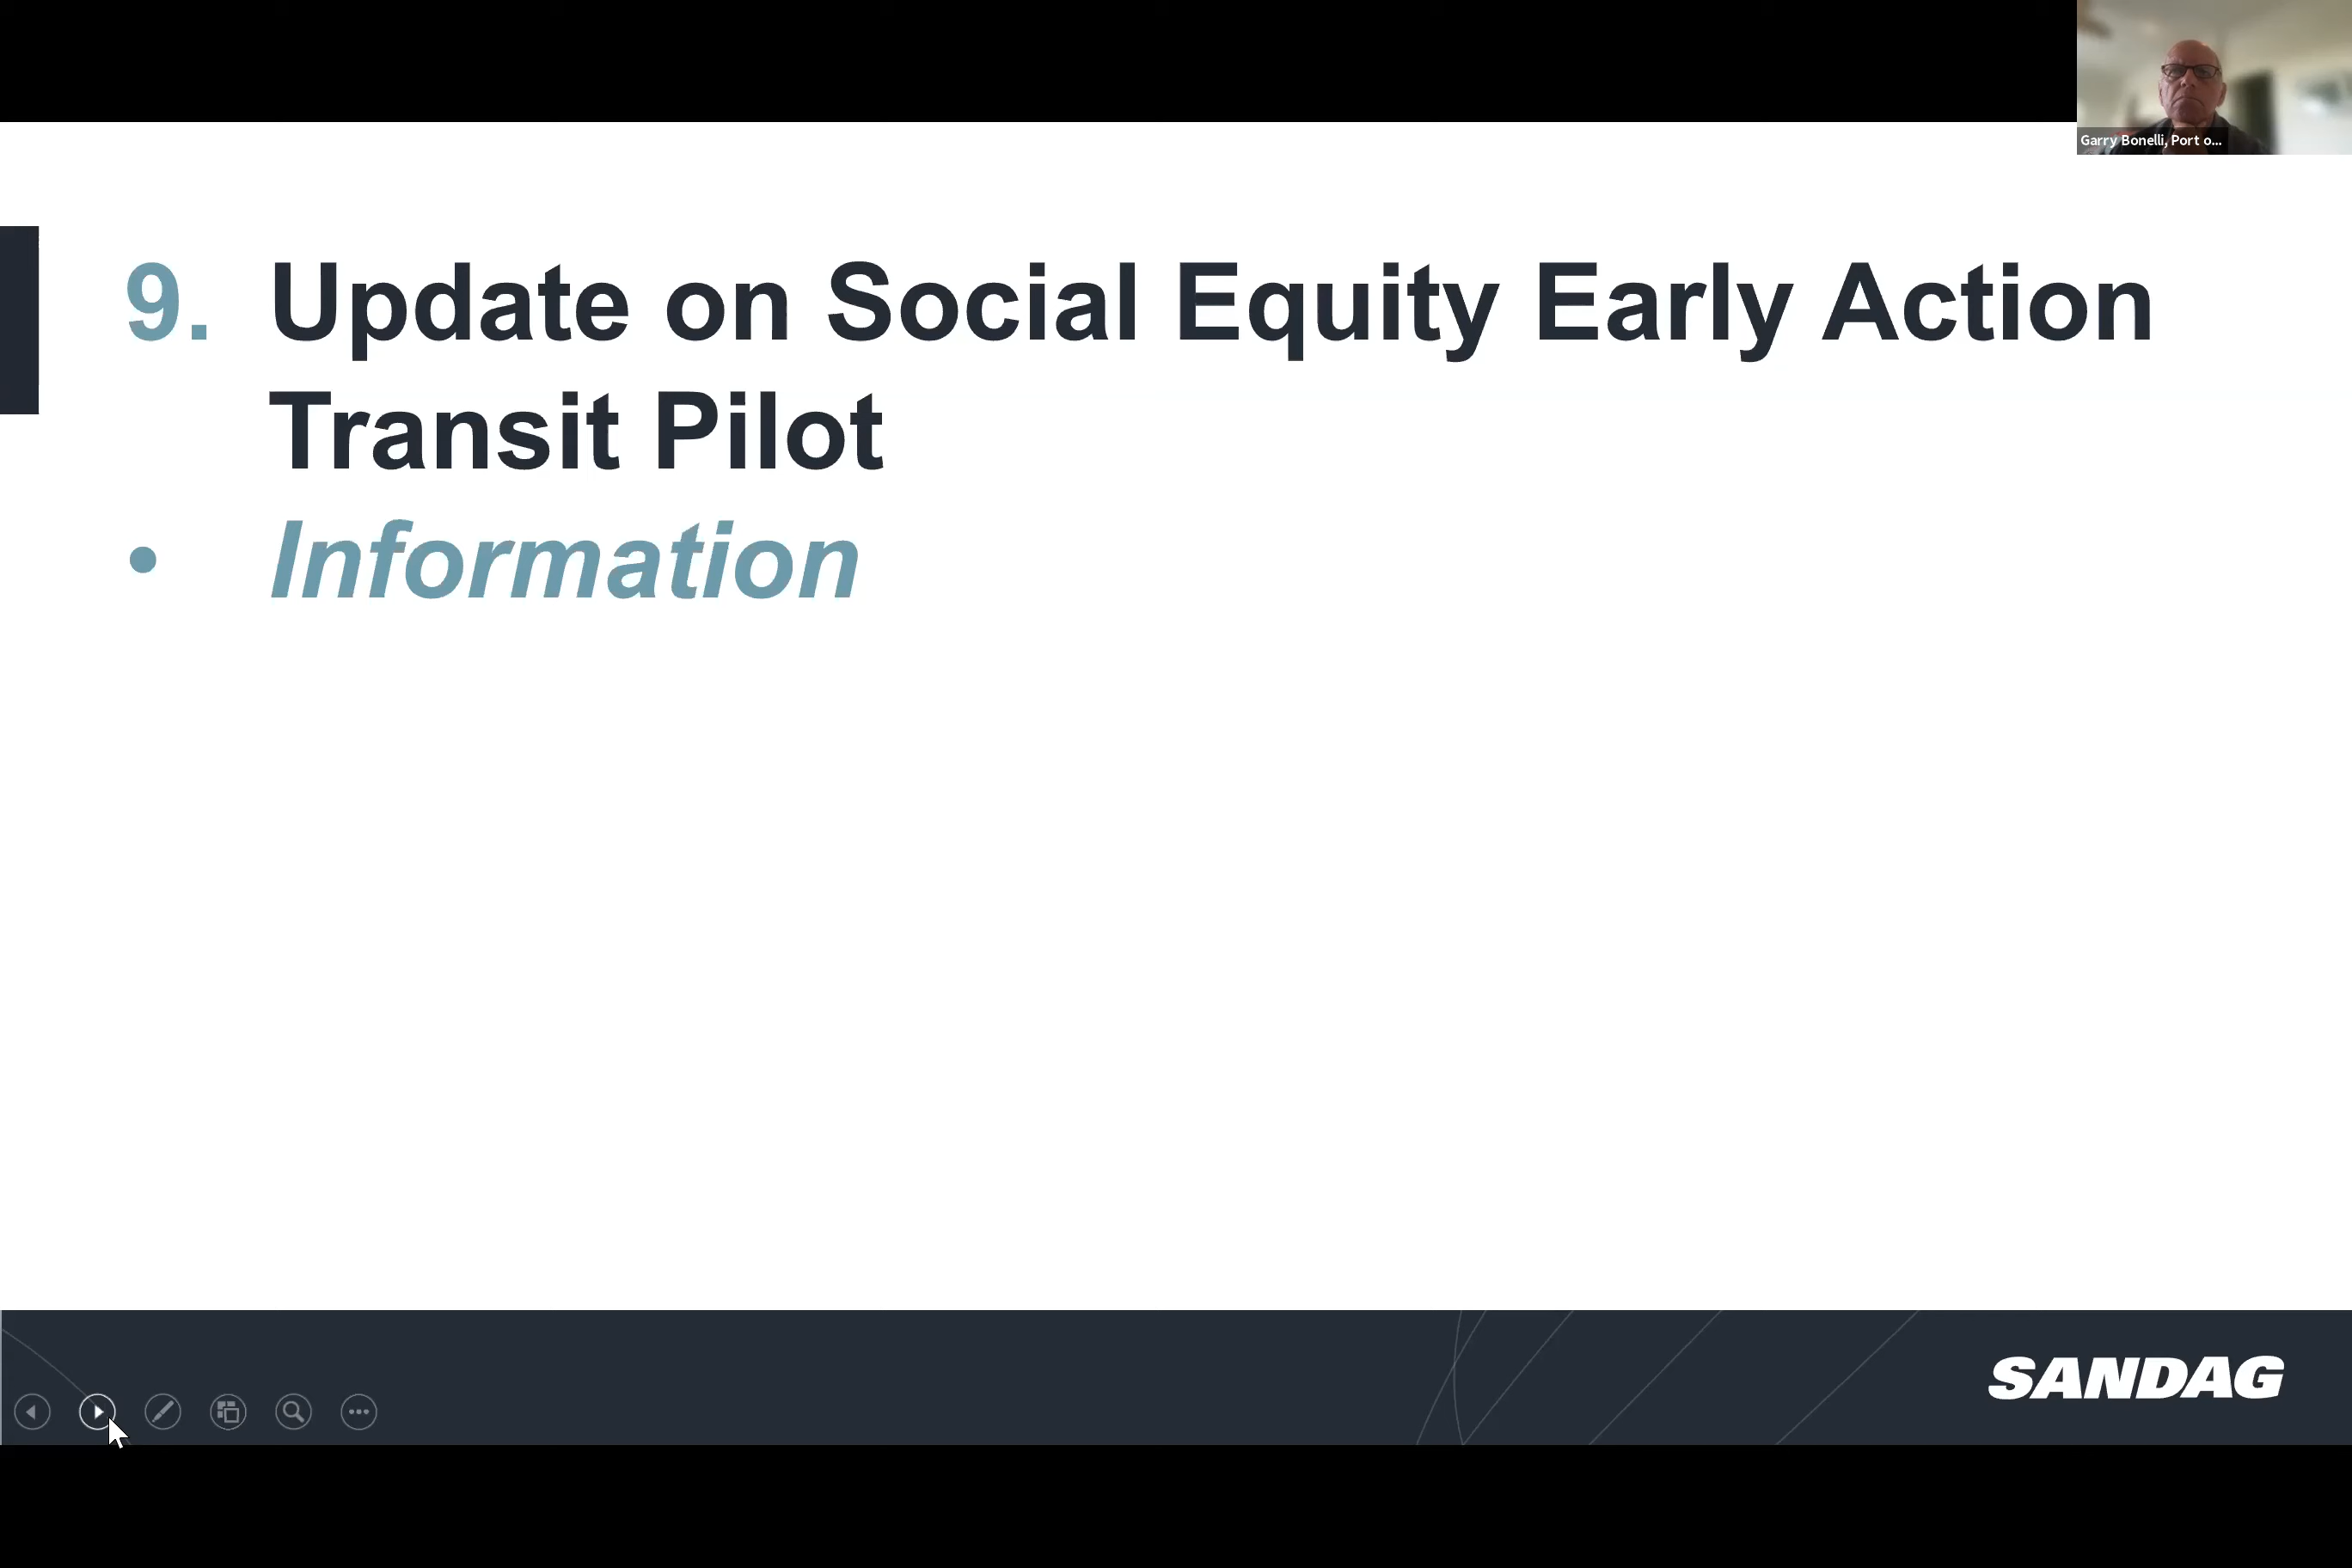 Garry Bonelli, Port o...
9. Update on Social Equity Early Action
Transit Pilot
• Information
SANDAG